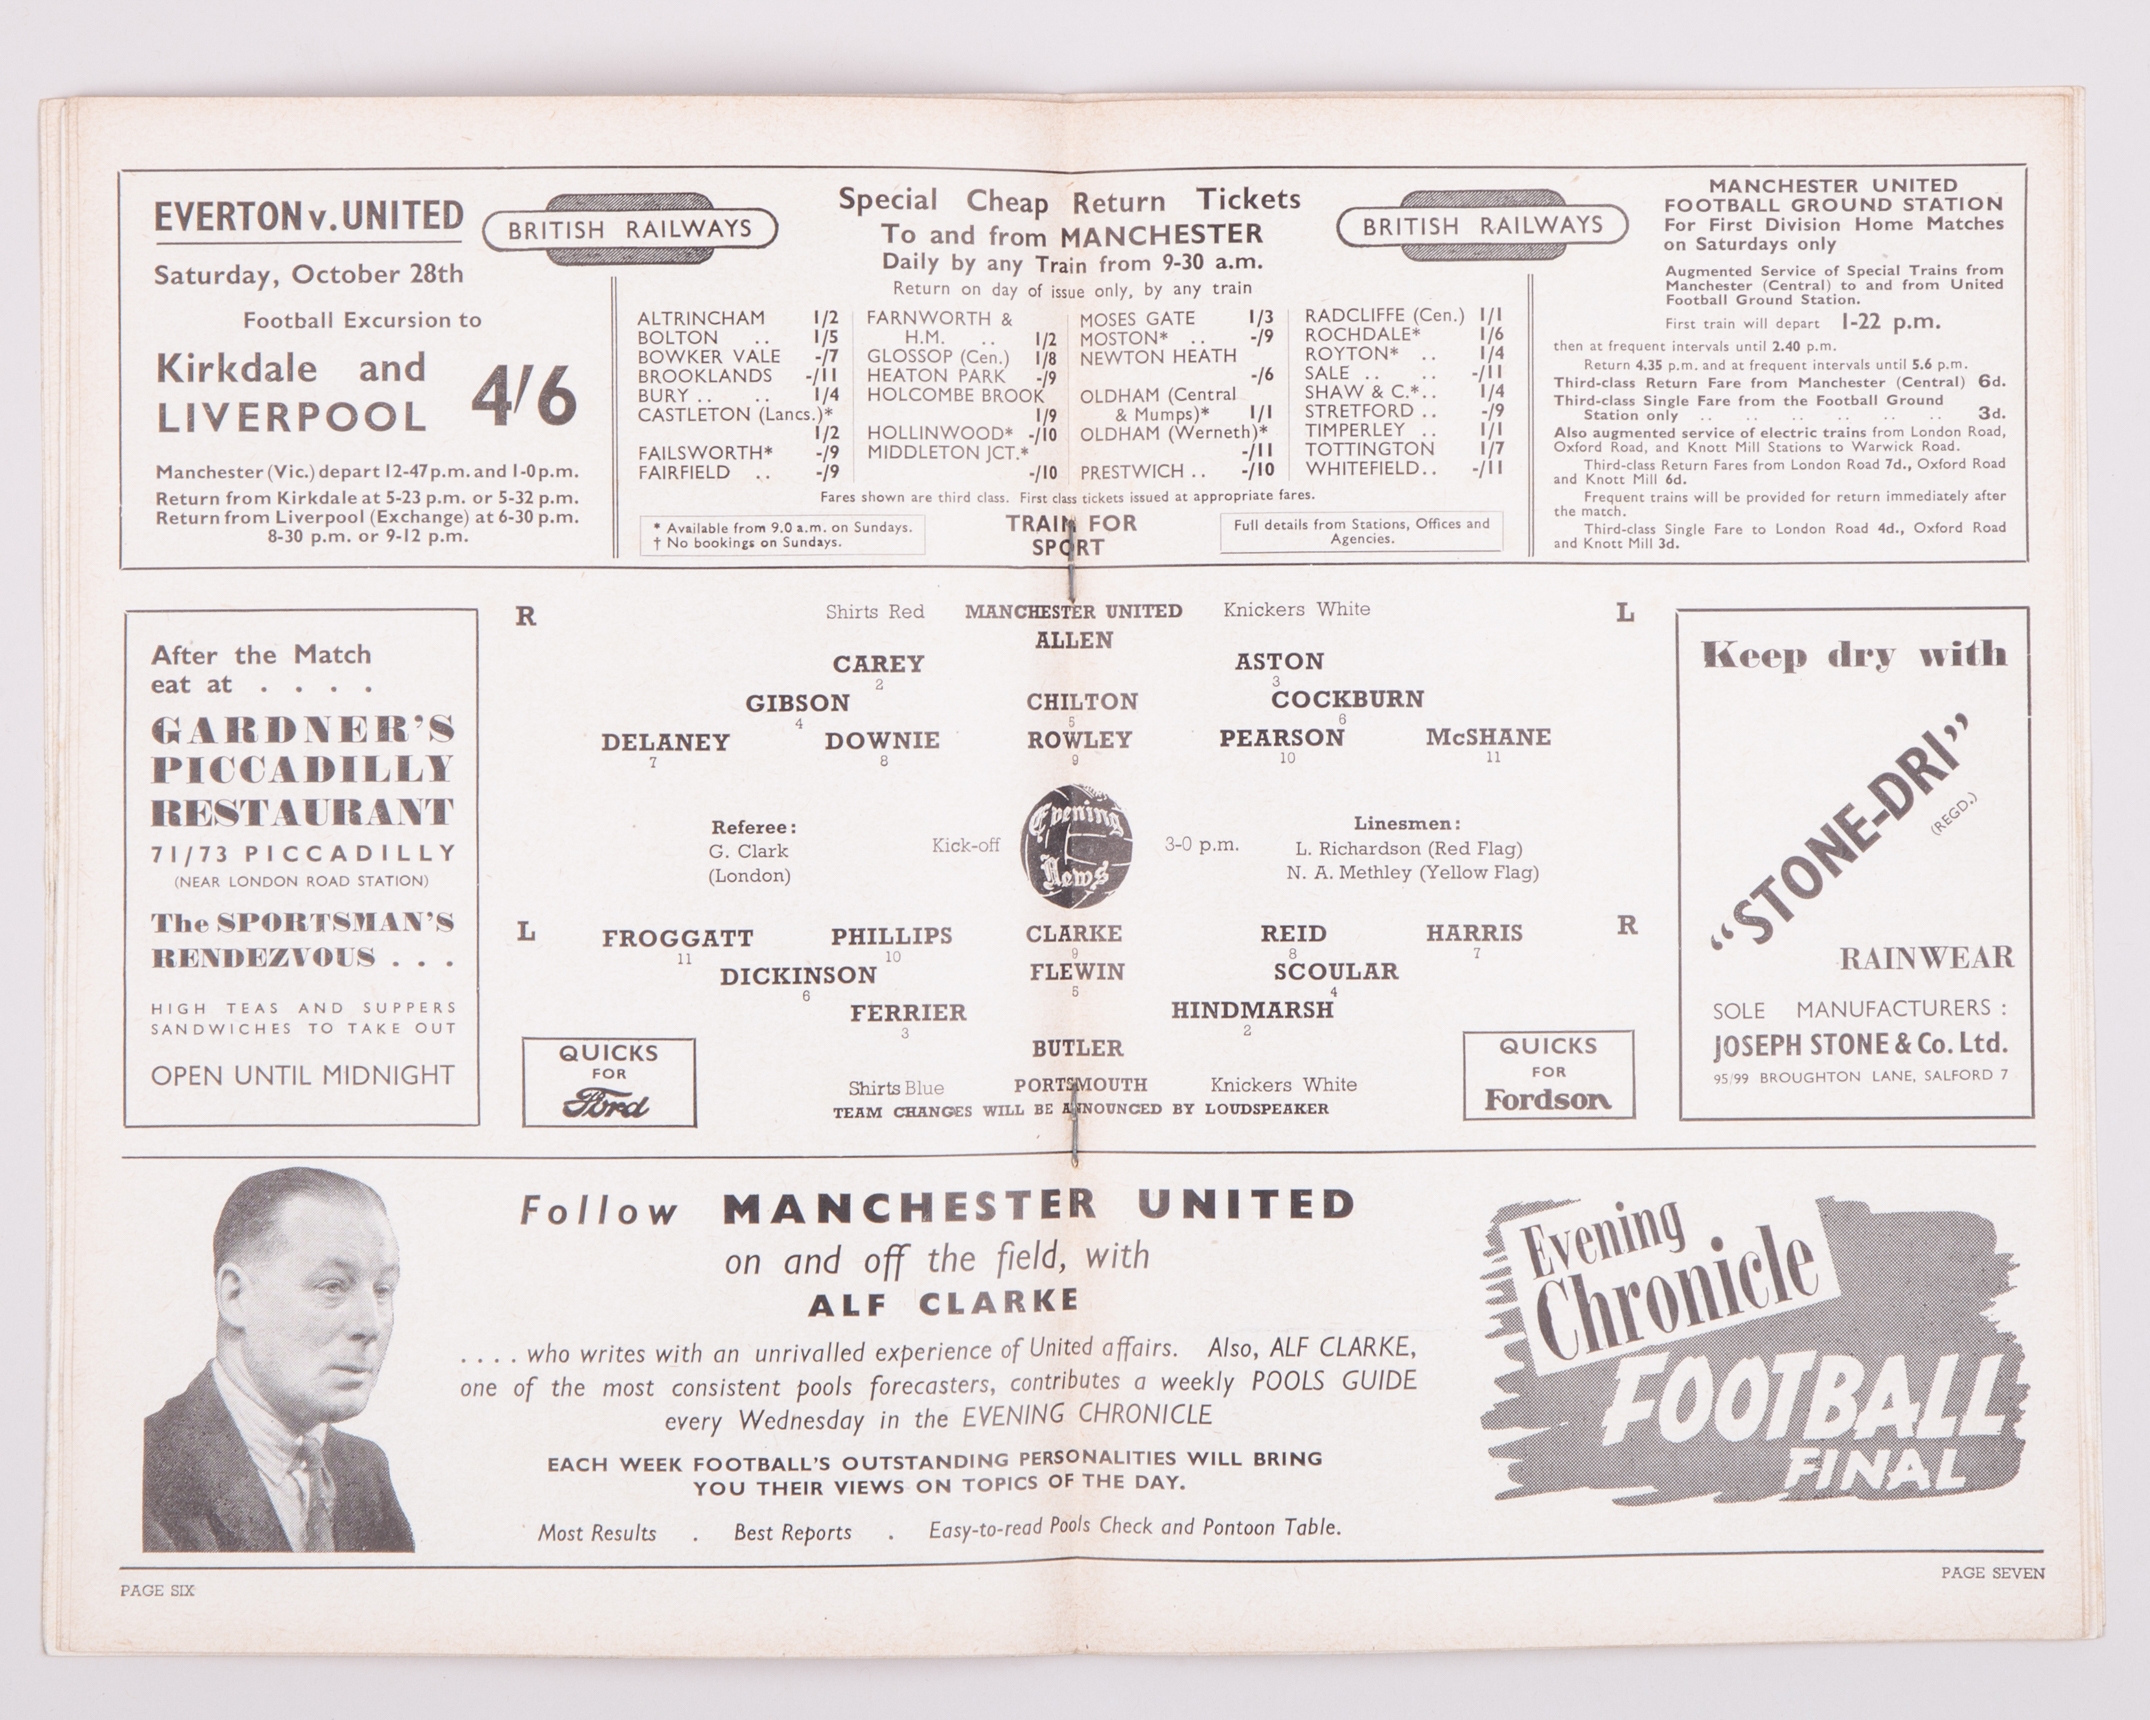 EVERTON v. UNITED
Saturday, October 28th
Football Excursion to
Kirkdale and
LIVERPOOL
4/6
Manchester (Vic.) depart 12-47 p.m. and 1-0 p.m.
Return from Kirkdale at 5-23 p.m. or 5-32 p.m.
Return from Liverpool (Exchange) at 6-30 p.m.
8-30 p.m. or 9-12 p.m.
BRITISH RAILWAYS
Special Cheap Return Tickets
To and from MANCHESTER
Daily by any Train from 9-30 a.m.
Return on day of issue only, by any train
BRITISH RAILWAYS
ALTRINCHAM 1/2
BOLTON .. 1/5
BOWKER VALE -/7
BROOKLANDS -/11
BURY .. .. 1/4
CASTLETON (Lancs.)*
1/2
FAILSWORTH* -/9
FAIRFIELD .. -/9
FARNWORTH &
H.M. .. 1/2
GLOSSOP (Cen.) 1/8
HEATON PARK -/9
HOLCOMBE BROOK
1/9
HOLLINWOOD* -/10
MIDDLETON JCT.*
-/10
MOSES GATE 1/3
MOSTON* .. -/9
NEWTON HEATH
-/6
OLDHAM (Central
& Mumps)* 1/1
OLDHAM (Werneth)*
-/11
PRESTWICH .. -/10
RADCLIFFE (Cen.) 1/1
ROCHDALE* 1/6
ROYTON* .. 1/4
SALE .. .. -/11
SHAW & C.*.. 1/4
STRETFORD .. -/9
TIMPERLEY .. 1/1
TOTTINGTON 1/7
WHITEFIELD.. -/11
Fares shown are third class. First class tickets issued at appropriate fares.
* Available from 9.0 a.m. on Sundays.
† No bookings on Sundays.
TRAIN FOR
SPORT
Full details from Stations, Offices and
Agencies.
MANCHESTER UNITED
FOOTBALL GROUND STATION
For First Division Home Matches
on Saturdays only
Augmented Service of Special Trains from
Manchester (Central) to and from United
Football Ground Station.
First train will depart 1-22 p.m.
then at frequent intervals until 2.40 p.m.
Return 4.35 p.m. and at frequent intervals until 5.6 p.m.
Third-class Return Fare from Manchester (Central) 6d.
Third-class Single Fare from the Football Ground
Station only .. .. .. .. .. .. 3d.
Also augmented service of electric trains from London Road,
Oxford Road, and Knott Mill Stations to Warwick Road.
Third-class Return Fares from London Road 7d., Oxford Road
and Knott Mill 6d.
Frequent trains will be provided for return immediately after
the match.
Third-class Single Fare to London Road 4d., Oxford Road
and Knott Mill 3d.
After the Match
eat at . . . .
GARDNER'S
PICCADILLY
RESTAURANT
71/73 PICCADILLY
(NEAR LONDON ROAD STATION)
The SPORTSMAN'S
RENDEZVOUS . . .
HIGH TEAS AND SUPPERS
SANDWICHES TO TAKE OUT
OPEN UNTIL MIDNIGHT
R Shirts Red MANCHESTER UNITED Knickers White L
ALLEN
CAREY ASTON
2 3
GIBSON CHILTON COCKBURN
4 5 6
DELANEY DOWNIE ROWLEY PEARSON McSHANE
7 8 9 10 11
Referee:
G. Clark
(London)
Kick-off
Evening
News
3-0 p.m.
Linesmen:
L. Richardson (Red Flag)
N. A. Methley (Yellow Flag)
L FROGGATT PHILLIPS CLARKE REID HARRIS R
11 10 9 8 7
DICKINSON FLEWIN SCOULAR
6 5 4
FERRIER HINDMARSH
3 2
BUTLER
Shirts Blue PORTSMOUTH Knickers White
TEAM CHANGES WILL BE ANNOUNCED BY LOUDSPEAKER
QUICKS
FOR
Ford
QUICKS
FOR
Fordson
Keep dry with
"STONE-DRI"
(REGD.)
RAINWEAR
SOLE MANUFACTURERS :
JOSEPH STONE & Co. Ltd.
95/99 BROUGHTON LANE, SALFORD 7
Follow MANCHESTER UNITED
on and off the field, with
ALF CLARKE
. . . . who writes with an unrivalled experience of United affairs. Also, ALF CLARKE,
one of the most consistent pools forecasters, contributes a weekly POOLS GUIDE
every Wednesday in the EVENING CHRONICLE
EACH WEEK FOOTBALL'S OUTSTANDING PERSONALITIES WILL BRING
YOU THEIR VIEWS ON TOPICS OF THE DAY.
Most Results . Best Reports . Easy-to-read Pools Check and Pontoon Table.
Evening
Chronicle
FOOTBALL
FINAL
PAGE SIX
PAGE SEVEN